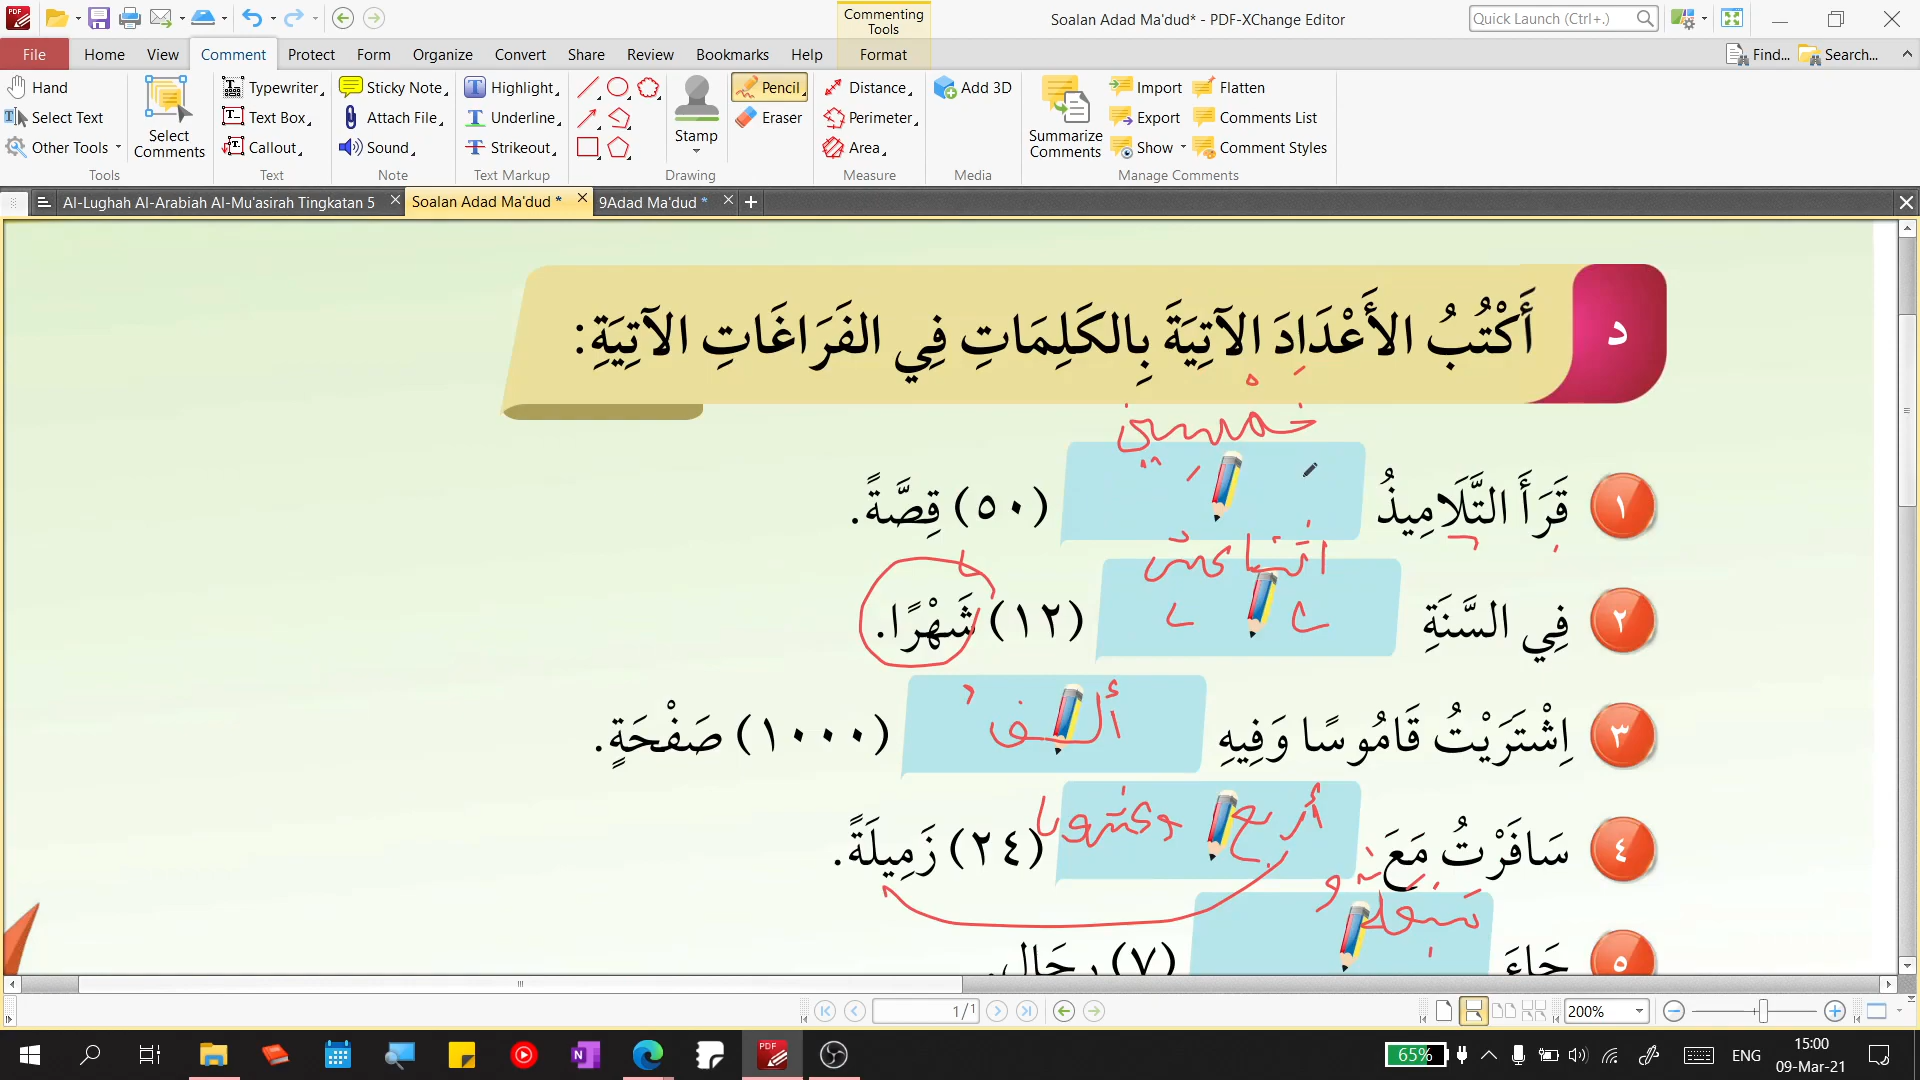 Commenting Tools
Soalan Adad Ma'dud* - PDF-XChange Editor
Quick Launch (Ctrl+.)
File Home View Comment Protect Form Organize Convert Share Review Bookmarks Help Format Find... Search...
Hand
Select Text
Other Tools
Select Comments
Typewriter
Text Box
Callout
Sticky Note
Attach File
Sound
Highlight
Underline
Strikeout
Stamp
Pencil
Eraser
Distance
Perimeter
Area
Add 3D
Summarize Comments
Import
Export
Show
Flatten
Comments List
Comment Styles
Tools Text Note Text Markup Drawing Measure Media Manage Comments
Al-Lughah Al-Arabiah Al-Mu'asirah Tingkatan 5
Soalan Adad Ma'dud *
9Adad Ma'dud *
د أَكْتُبُ الأَعْدَادَ الآتِيَةَ بِالكَلِمَاتِ فِي الفَرَاغَاتِ الآتِيَةِ:
خمسين
١ قَرَأَ التَّلَامِيذُ (٥٠) قِصَّةً.
اثنا عشر
٢ فِي السَّنَةِ (١٢) شَهْرًا.
ألف
٣ اِشْتَرَيْتُ قَامُوسًا وَفِيهِ (١٠٠٠) صَفْحَةٍ.
أربع وعشرون
٤ سَافَرْتُ مَعَ (٢٤) زَمِيلَةً.
سبعة
٥ جَاءَ (٧) رِجَالٍ.
1/1
200%
65%
ENG
15:00
09-Mar-21